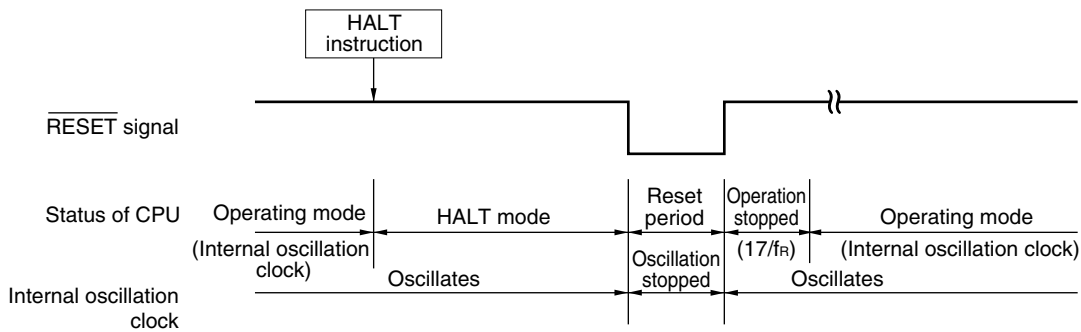 HALT
instruction
RESET signal
Status of CPU
Operating mode
(Internal oscillation
clock)
HALT mode
Reset
period
Operation
stopped
(17/fR)
Operating mode
(Internal oscillation clock)
Internal oscillation
clock
Oscillates
Oscillation
stopped
Oscillates